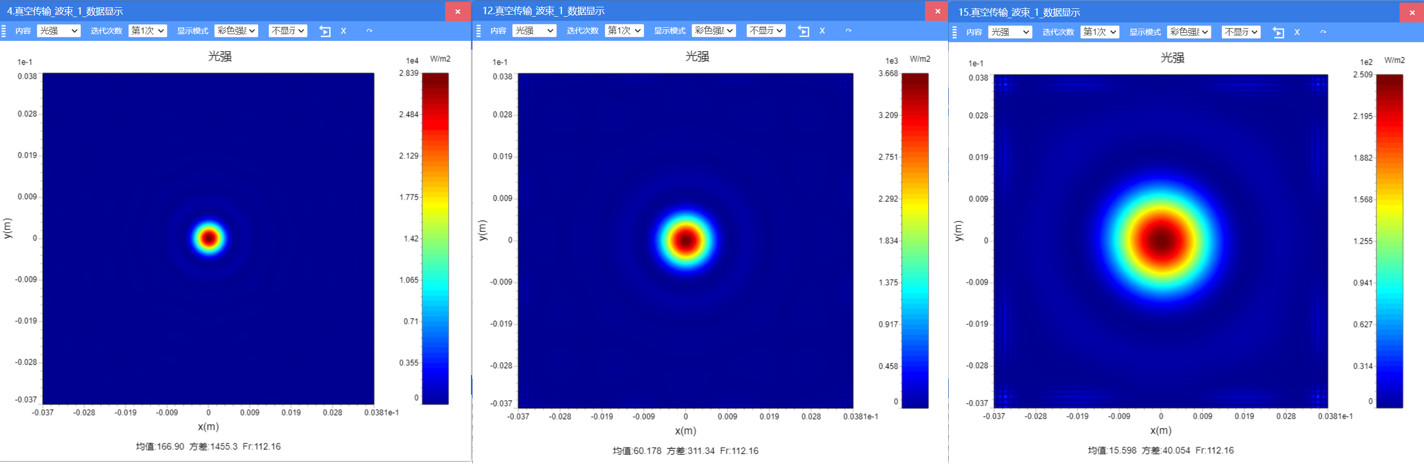 4.真空传输_波束_1_数据显示 ×
内容 光强 迭代次数 第1次 显示模式 彩色强度 不显示 X
光强
1e-1
1e4 W/m2
0.038
0.028
0.019
0.009
0
-0.009
-0.019
-0.028
-0.037
y(m)
-0.037 -0.028 -0.019 -0.009 0 0.009 0.019 0.028 0.0381e-1
x(m)
2.839
2.484
2.129
1.775
1.42
1.065
0.71
0.355
0
均值:166.90 方差:1455.3 Fr:112.16
12.真空传输_波束_1_数据显示 ×
内容 光强 迭代次数 第1次 显示模式 彩色强度 不显示 X
光强
1e-1
1e3 W/m2
0.038
0.028
0.019
0.009
0
-0.009
-0.019
-0.028
-0.037
y(m)
-0.037 -0.028 -0.019 -0.009 0 0.009 0.019 0.028 0.0381e-1
x(m)
3.668
3.209
2.751
2.292
1.834
1.375
0.917
0.458
0
均值:60.178 方差:311.34 Fr:112.16
15.真空传输_波束_1_数据显示 ×
内容 光强 迭代次数 第1次 显示模式 彩色强度 不显示 X
光强
1e-1
1e2 W/m2
0.038
0.028
0.019
0.009
0
-0.009
-0.019
-0.028
-0.037
y(m)
-0.037 -0.028 -0.019 -0.009 0 0.009 0.019 0.028 0.0381e-1
x(m)
2.509
2.195
1.882
1.568
1.255
0.941
0.627
0.314
0
均值:15.598 方差:40.054 Fr:112.16